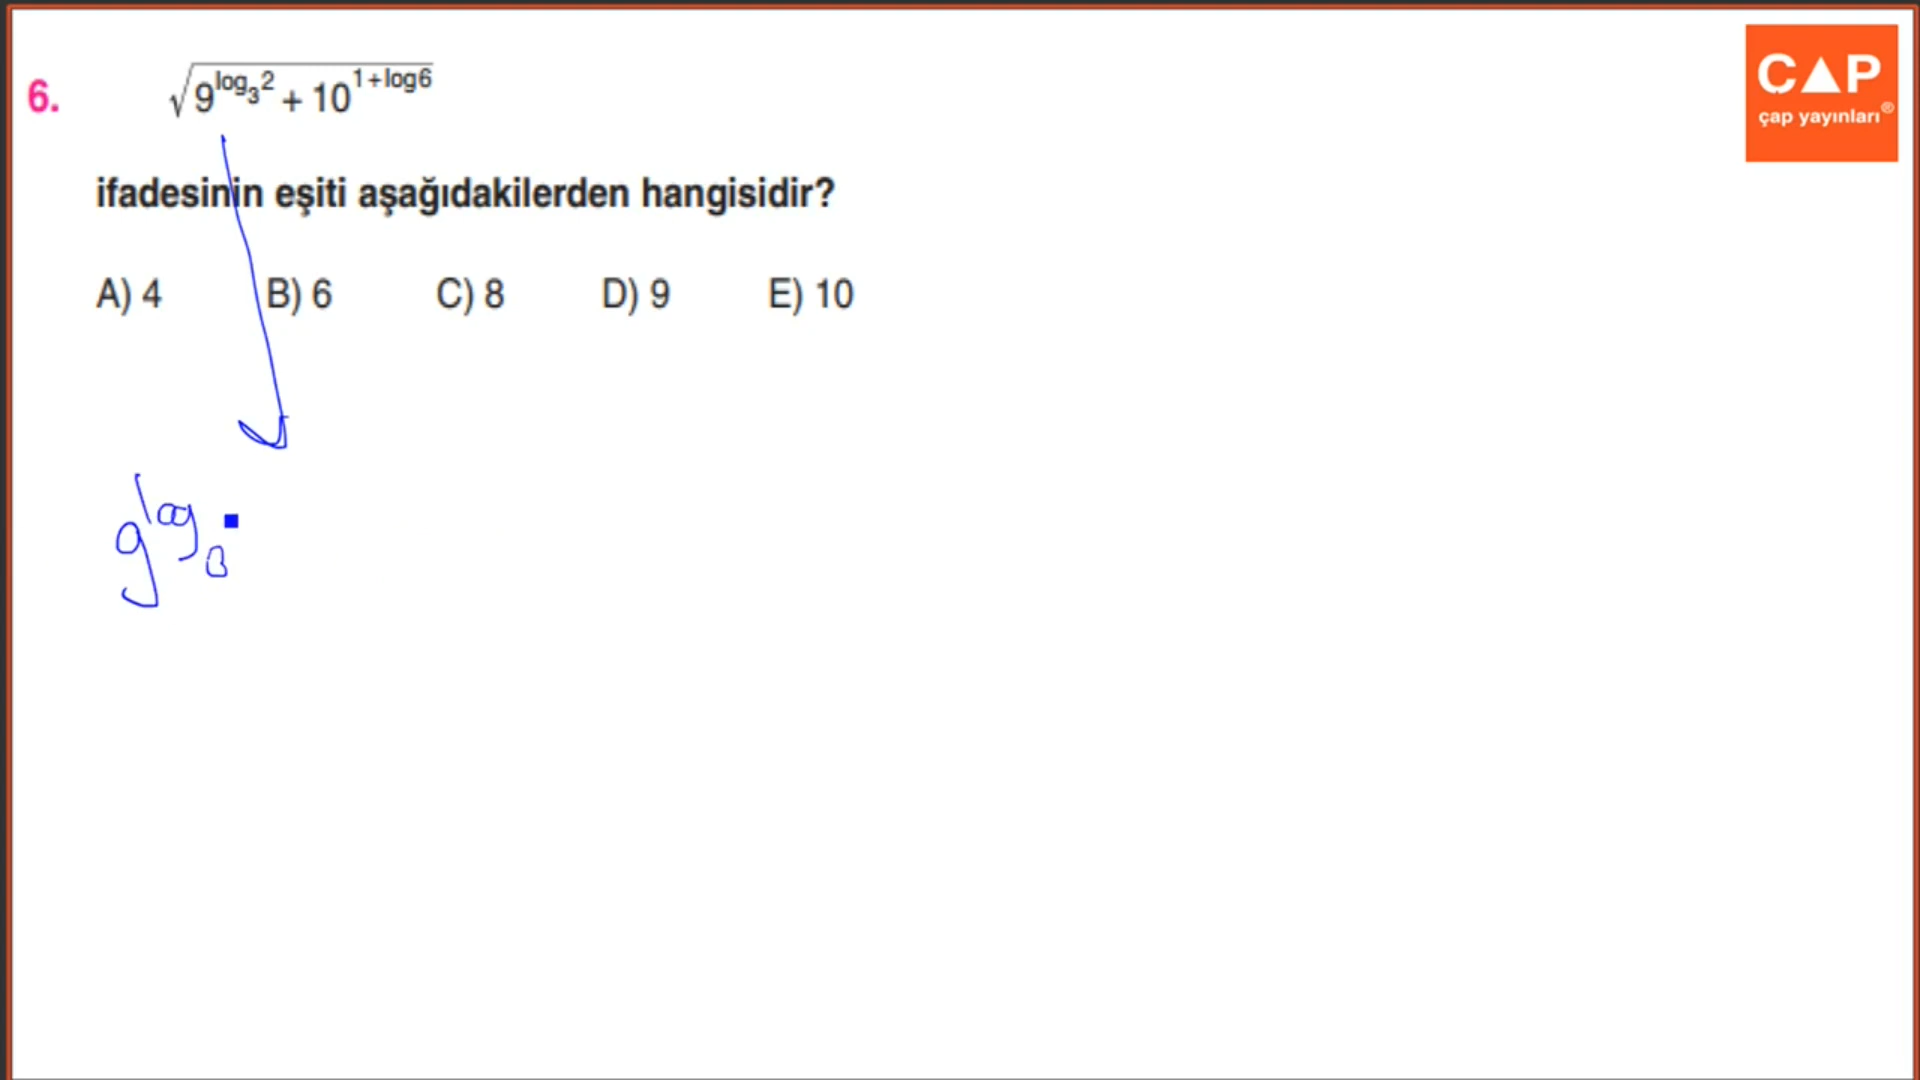 6. √9^log₃2 + 10^1+log6
ÇAP
çap yayınları®
ifadesinin eşiti aşağıdakilerden hangisidir?
A) 4 B) 6 C) 8 D) 9 E) 10
9^log₃